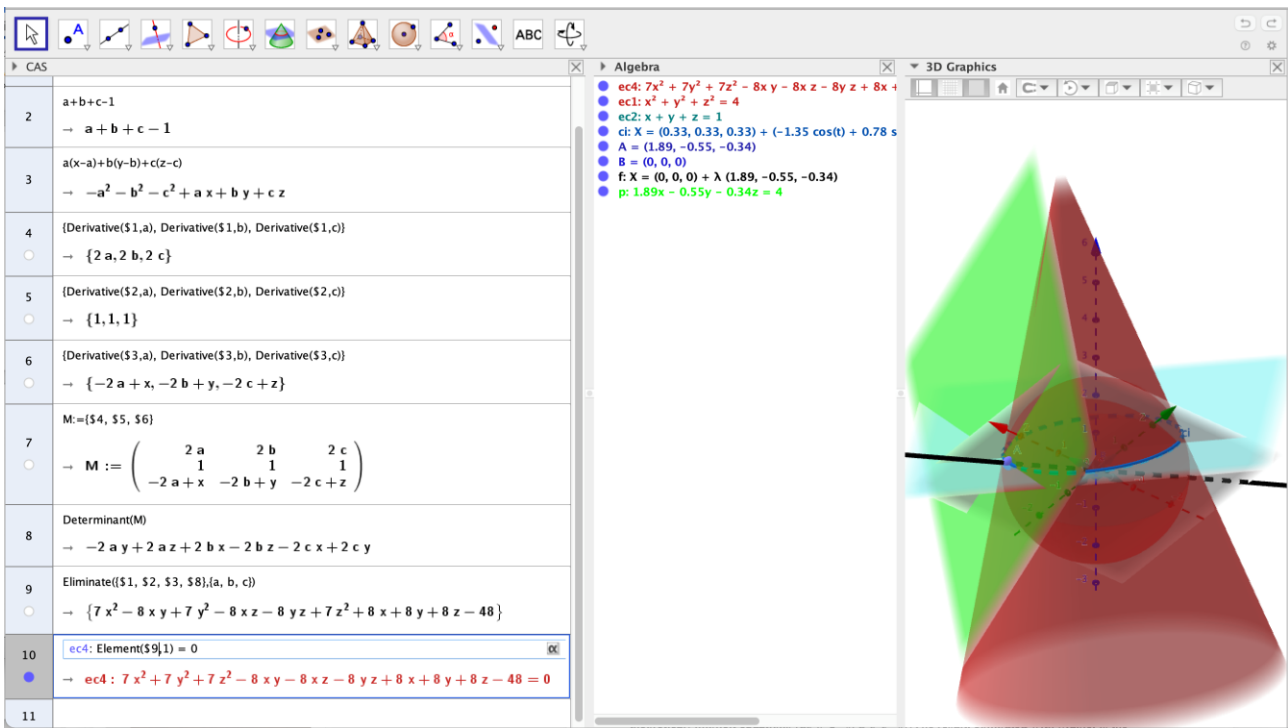 ABC
CAS
2
a+b+c-1
→ a + b + c − 1
3
a(x-a)+b(y-b)+c(z-c)
→ −a² − b² − c² + a x + b y + c z
4
{Derivative($1,a), Derivative($1,b), Derivative($1,c)}
→ {2 a, 2 b, 2 c}
5
{Derivative($2,a), Derivative($2,b), Derivative($2,c)}
→ {1, 1, 1}
6
{Derivative($3,a), Derivative($3,b), Derivative($3,c)}
→ {−2 a + x, −2 b + y, −2 c + z}
7
M:={$4, $5, $6}
→ M :=
2 a 2 b 2 c
1 1 1
−2 a + x −2 b + y −2 c + z
8
Determinant(M)
→ −2 a y + 2 a z + 2 b x − 2 b z − 2 c x + 2 c y
9
Eliminate({$1, $2, $3, $8},{a, b, c})
→ {7 x² − 8 x y + 7 y² − 8 x z − 8 y z + 7 z² + 8 x + 8 y + 8 z − 48}
10
ec4: Element($9,1) = 0
α
→ ec4 : 7 x² + 7 y² + 7 z² − 8 x y − 8 x z − 8 y z + 8 x + 8 y + 8 z − 48 = 0
11
Algebra
ec4: 7x² + 7y² + 7z² − 8x y − 8x z − 8y z + 8x +
ec1: x² + y² + z² = 4
ec2: x + y + z = 1
ci: X = (0.33, 0.33, 0.33) + (−1.35 cos(t) + 0.78 s
A = (1.89, −0.55, −0.34)
B = (0, 0, 0)
f: X = (0, 0, 0) + λ (1.89, −0.55, −0.34)
p: 1.89x − 0.55y − 0.34z = 4
3D Graphics
6
5
4
3
ci
A
−3